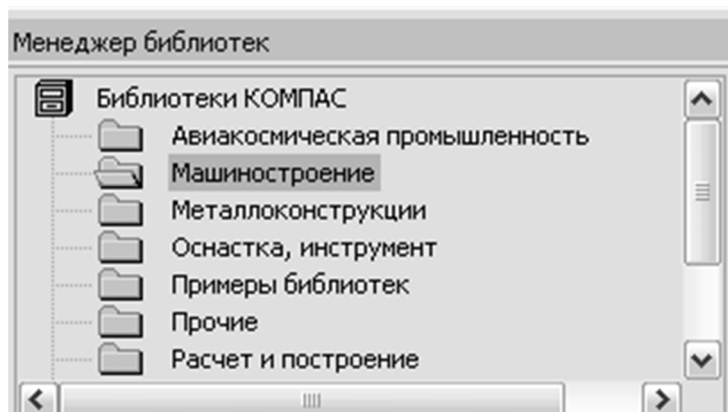 Менеджер библиотек
Библиотеки КОМПАС
Авиакосмическая промышленность
Машиностроение
Металлоконструкции
Оснастка, инструмент
Примеры библиотек
Прочие
Расчет и построение